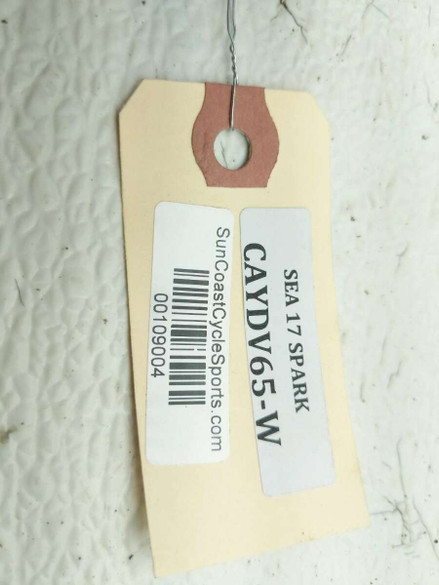 SEA 17 SPARK
CAYDV65-W
SunCoastCycleSports.com
00109004